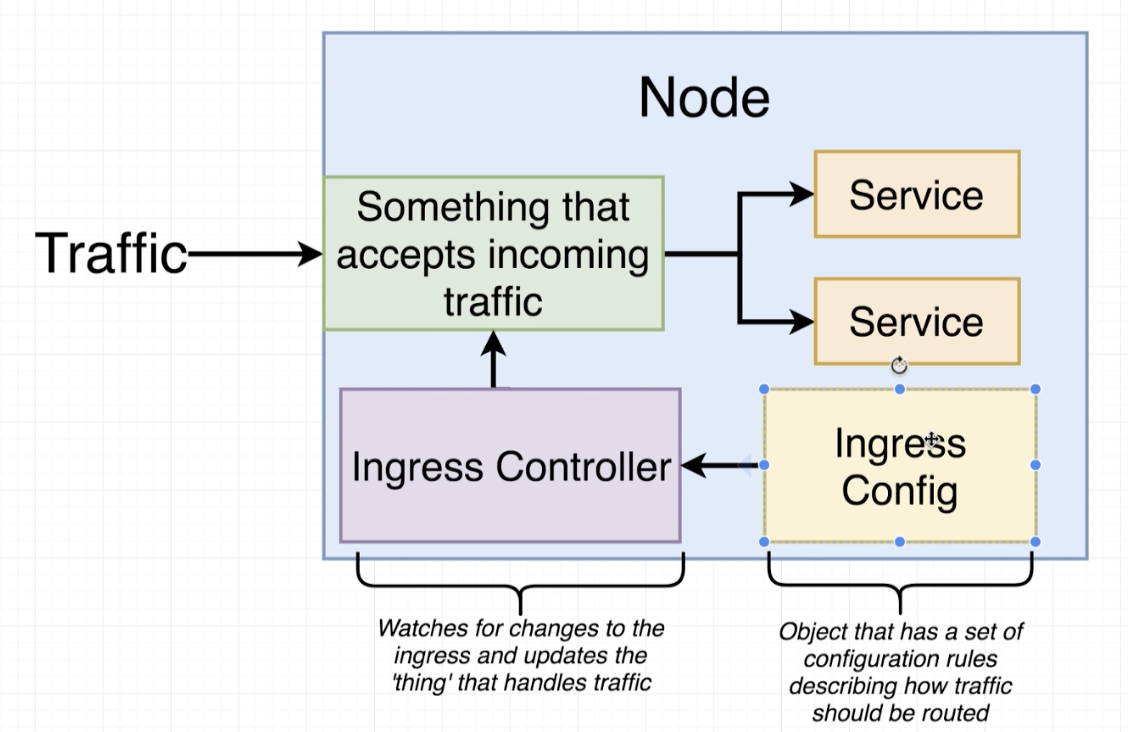 Node
Traffic
Something that
accepts incoming
traffic
Service
Service
Ingress Controller
Ingress
Config
Watches for changes to the
ingress and updates the
'thing' that handles traffic
Object that has a set of
configuration rules
describing how traffic
should be routed